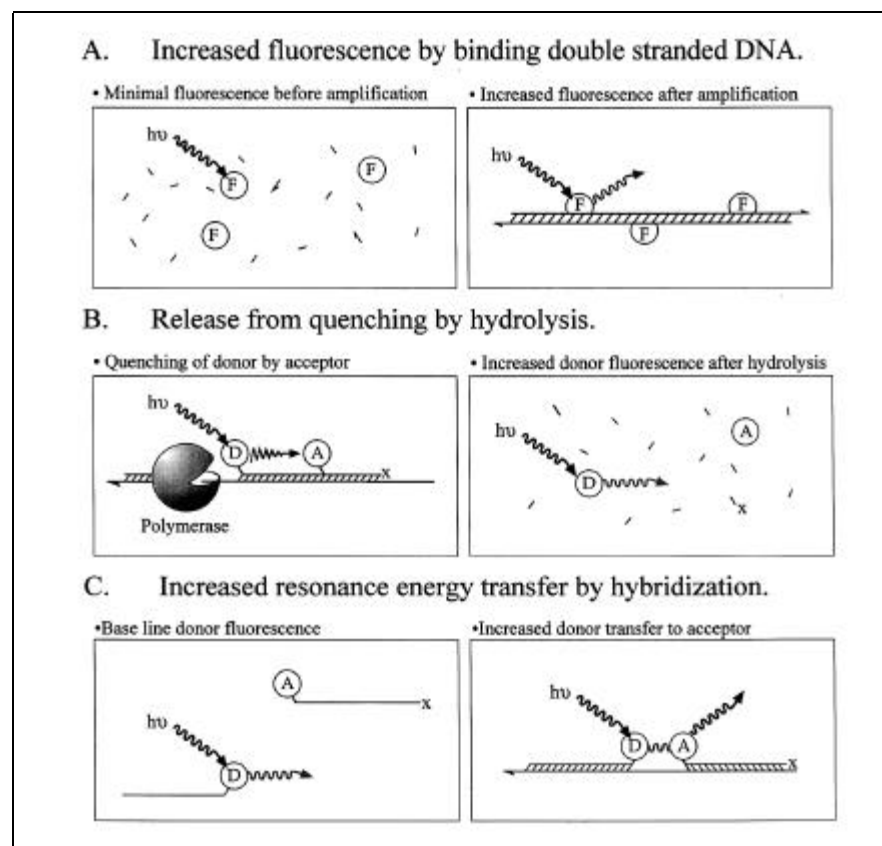 A. Increased fluorescence by binding double stranded DNA.
• Minimal fluorescence before amplification
• Increased fluorescence after amplification
hυ
F
F
F
hυ
F
F
F
B. Release from quenching by hydrolysis.
• Quenching of donor by acceptor
• Increased donor fluorescence after hydrolysis
hυ
D
A
x
Polymerase
hυ
A
D
x
C. Increased resonance energy transfer by hybridization.
•Base line donor fluorescence
•Increased donor transfer to acceptor
A
x
hυ
D
hυ
D
A
x